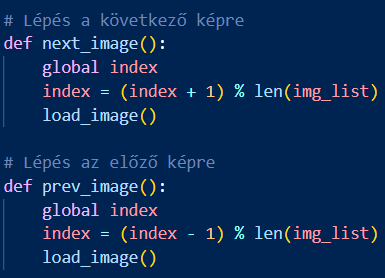 # Lépés a következő képre
def next_image():
    global index
    index = (index + 1) % len(img_list)
    load_image()
# Lépés az előző képre
def prev_image():
    global index
    index = (index - 1) % len(img_list)
    load_image()